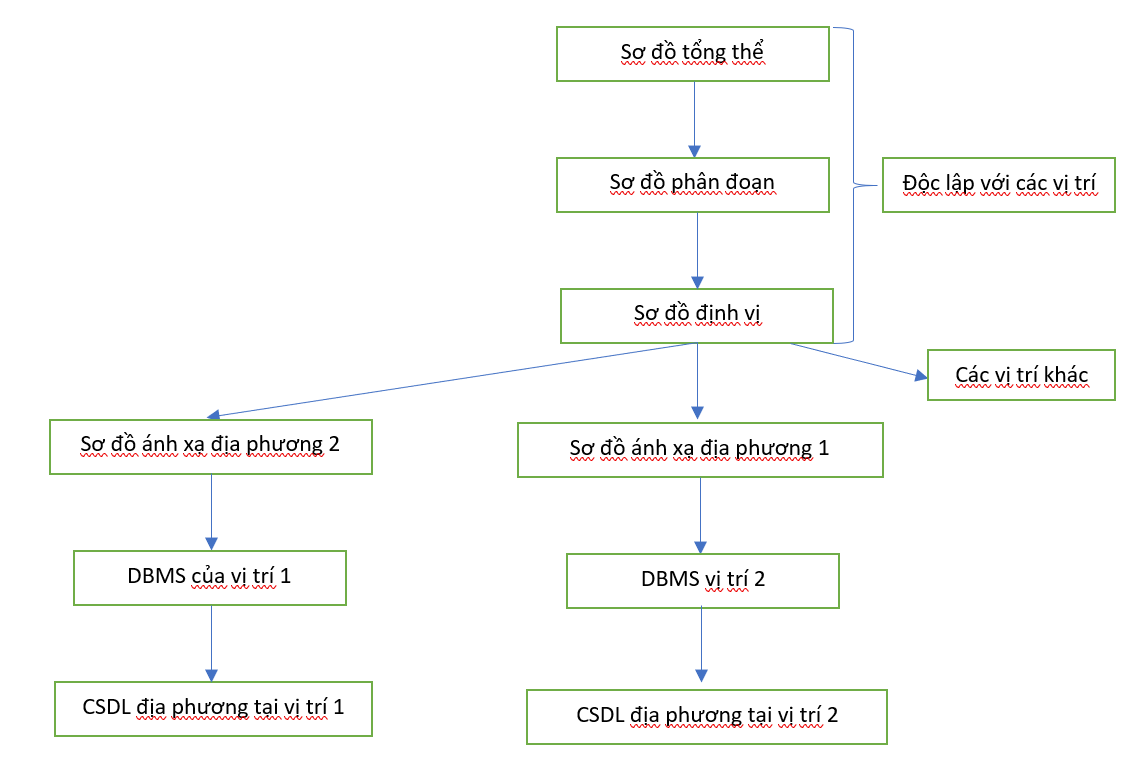 Sơ đồ tổng thể
Sơ đồ phân đoạn
Độc lập với các vị trí
Sơ đồ định vị
Các vị trí khác
Sơ đồ ánh xạ địa phương 2
Sơ đồ ánh xạ địa phương 1
DBMS của vị trí 1
DBMS vị trí 2
CSDL địa phương tại vị trí 1
CSDL địa phương tại vị trí 2